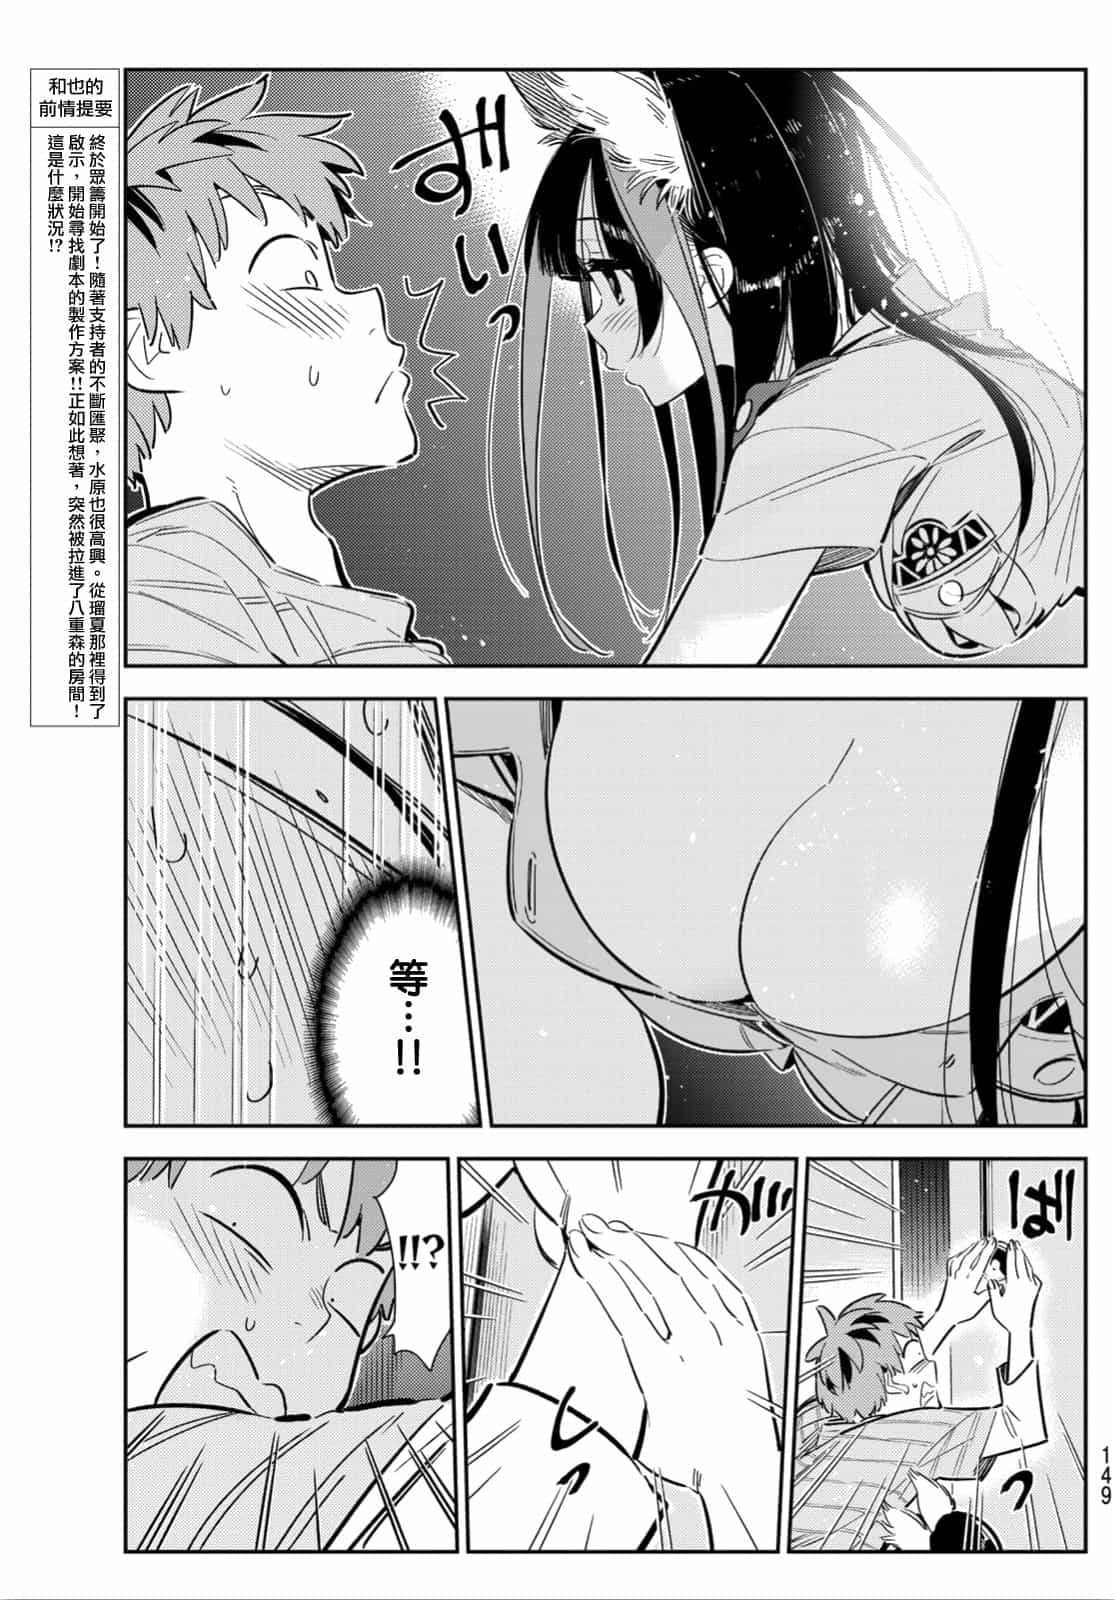 和也的
前情提要
終於眾籌開始了！隨著支持者的不斷匯聚，水原也很高興。從瑠夏那裡得到了
啟示，開始尋找劇本的製作方案!!正如此想著，突然被拉進了八重森的房間！
這是什麼狀況!?
ずいっ
等…!!
ガバッ
!!?
149